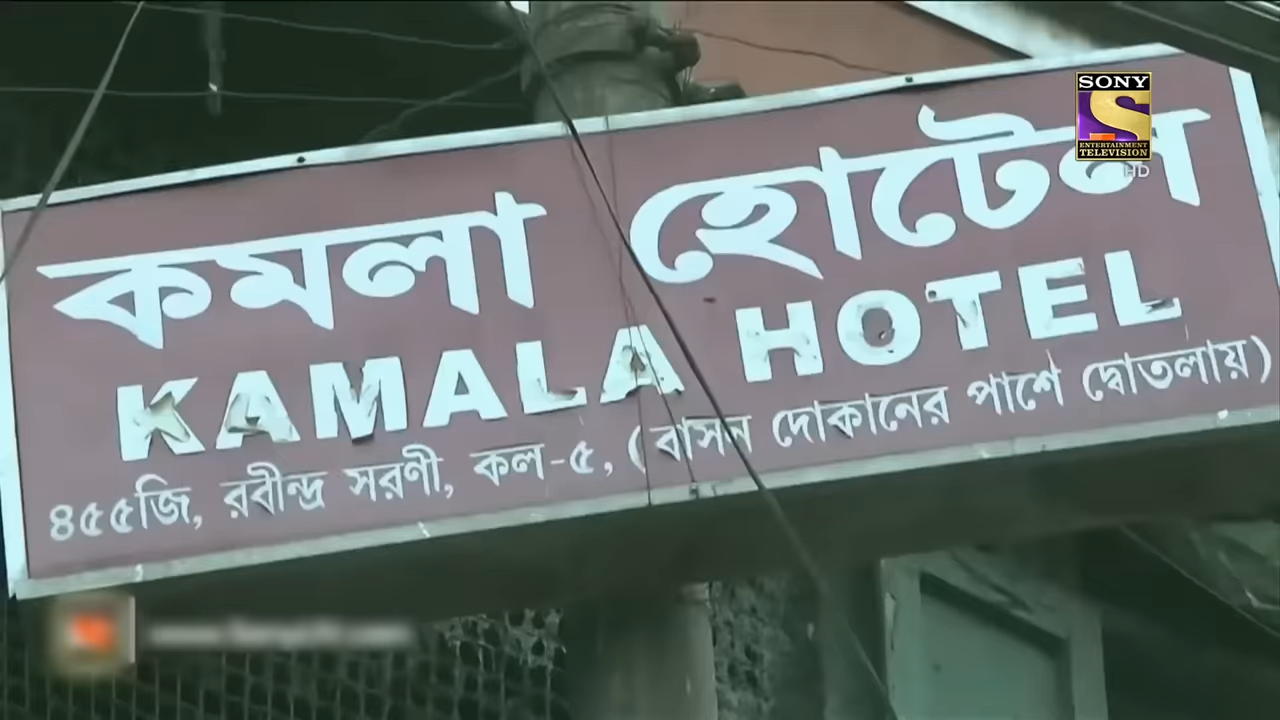 SONY
ENTERTAINMENT
TELEVISION
HD
কমলা হোটেল
KAMALA HOTEL
৪৫৫জি, রবীন্দ্র সরণী, কল-৫, (বাসন দোকানের পাশে দ্বোতলায়)